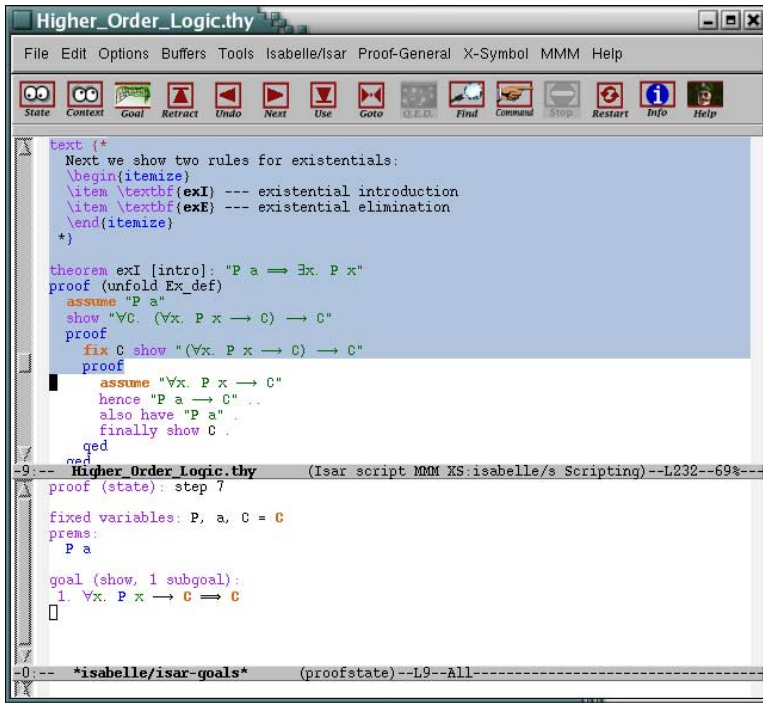 Higher_Order_Logic.thy
File Edit Options Buffers Tools Isabelle/Isar Proof-General X-Symbol MMM Help
State Context Goal Retract Undo Next Use Goto Q.E.D. Find Command Stop Restart Info Help
text {*
Next we show two rules for existentials:
\begin{itemize}
\item \textbf{exI} --- existential introduction
\item \textbf{exE} --- existential elimination
\end{itemize}
*}
theorem exI [intro]: "P a ⟹ ∃x. P x"
proof (unfold Ex_def)
assume "P a"
show "∀C. (∀x. P x ⟶ C) ⟶ C"
proof
fix C show "(∀x. P x ⟶ C) ⟶ C"
proof
assume "∀x. P x ⟶ C"
hence "P a ⟶ C" ..
also have "P a" .
finally show C .
qed
qed
-9:-- Higher_Order_Logic.thy (Isar script MMM XS:isabelle/s Scripting)--L232--69%---
proof (state): step 7
fixed variables: P, a, C = C
prems:
P a
goal (show, 1 subgoal):
1. ∀x. P x ⟶ C ⟹ C
-0:-- *isabelle/isar-goals* (proofstate)--L9--All----------------------------------